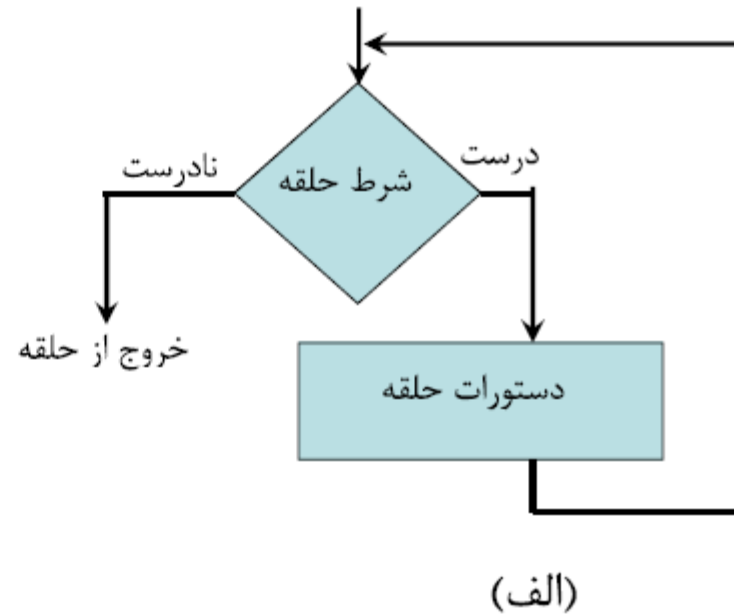 درست
نادرست
شرط حلقه
خروج از حلقه
دستورات حلقه
(الف)